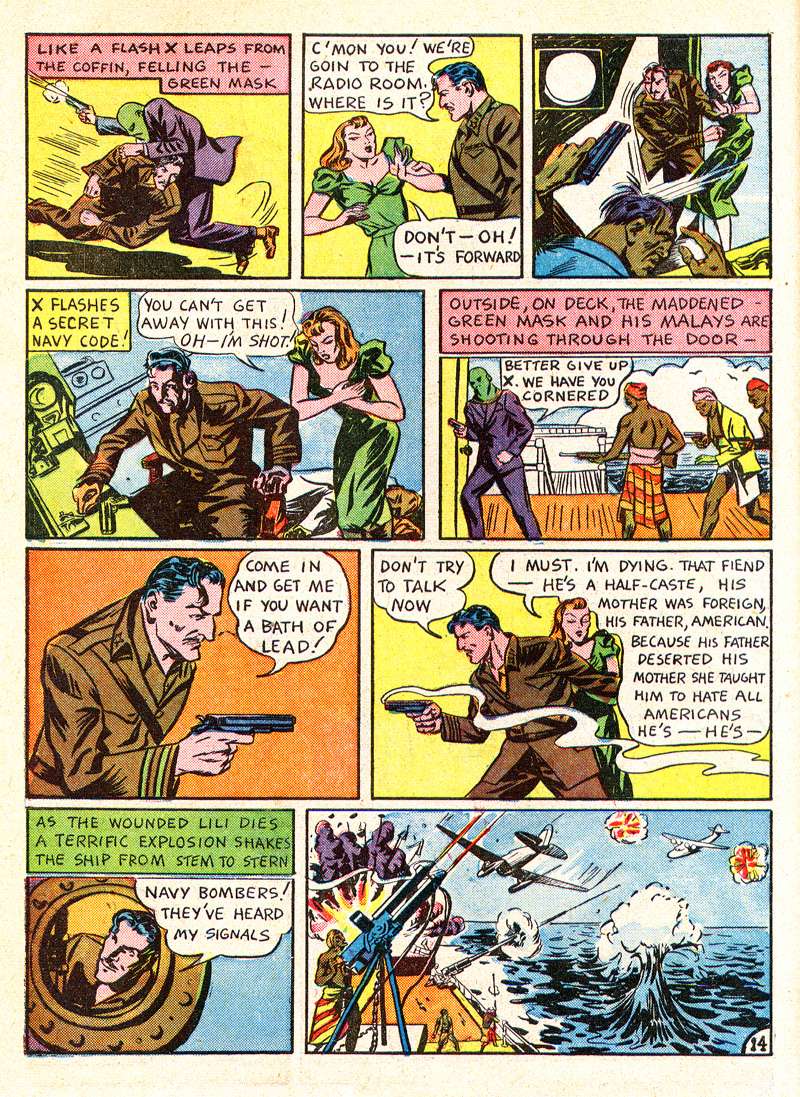 LIKE A FLASH X LEAPS FROM
THE COFFIN, FELLING THE —
GREEN MASK
C'MON YOU! WE'RE
GOIN TO THE
RADIO ROOM.
WHERE IS IT?
DON'T — OH!
— IT'S FORWARD
X FLASHES
A SECRET
NAVY CODE!
YOU CAN'T GET
AWAY WITH THIS!
OH — I'M SHOT!
OUTSIDE, ON DECK, THE MADDENED —
GREEN MASK AND HIS MALAYS ARE
SHOOTING THROUGH THE DOOR —
BETTER GIVE UP
X. WE HAVE YOU
CORNERED
COME IN
AND GET ME
IF YOU WANT
A BATH OF
LEAD!
DON'T TRY
TO TALK
NOW
I MUST. I'M DYING. THAT FIEND
— HE'S A HALF-CASTE, HIS
MOTHER WAS FOREIGN,
HIS FATHER, AMERICAN.
BECAUSE HIS FATHER
DESERTED HIS
MOTHER SHE TAUGHT
HIM TO HATE ALL
AMERICANS
HE'S — HE'S —
AS THE WOUNDED LILI DIES
A TERRIFIC EXPLOSION SHAKES
THE SHIP FROM STEM TO STERN
NAVY BOMBERS!
THEY'VE HEARD
MY SIGNALS
14